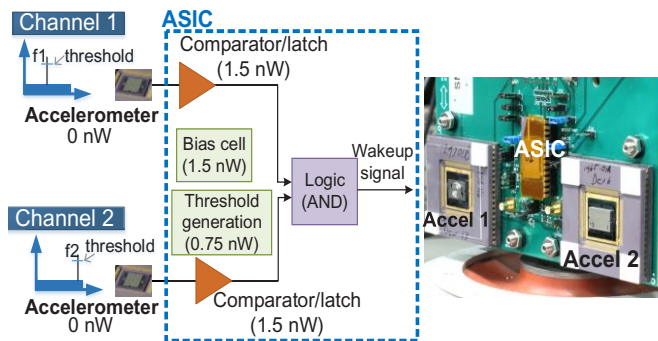 Channel 1
f1
threshold
Accelerometer
0 nW
ASIC
Comparator/latch
(1.5 nW)
Bias cell
(1.5 nW)
Threshold
generation
(0.75 nW)
Logic
(AND)
Wakeup
signal
Channel 2
f2
threshold
Accelerometer
0 nW
Comparator/latch
(1.5 nW)
ASIC
Accel 1
Accel 2